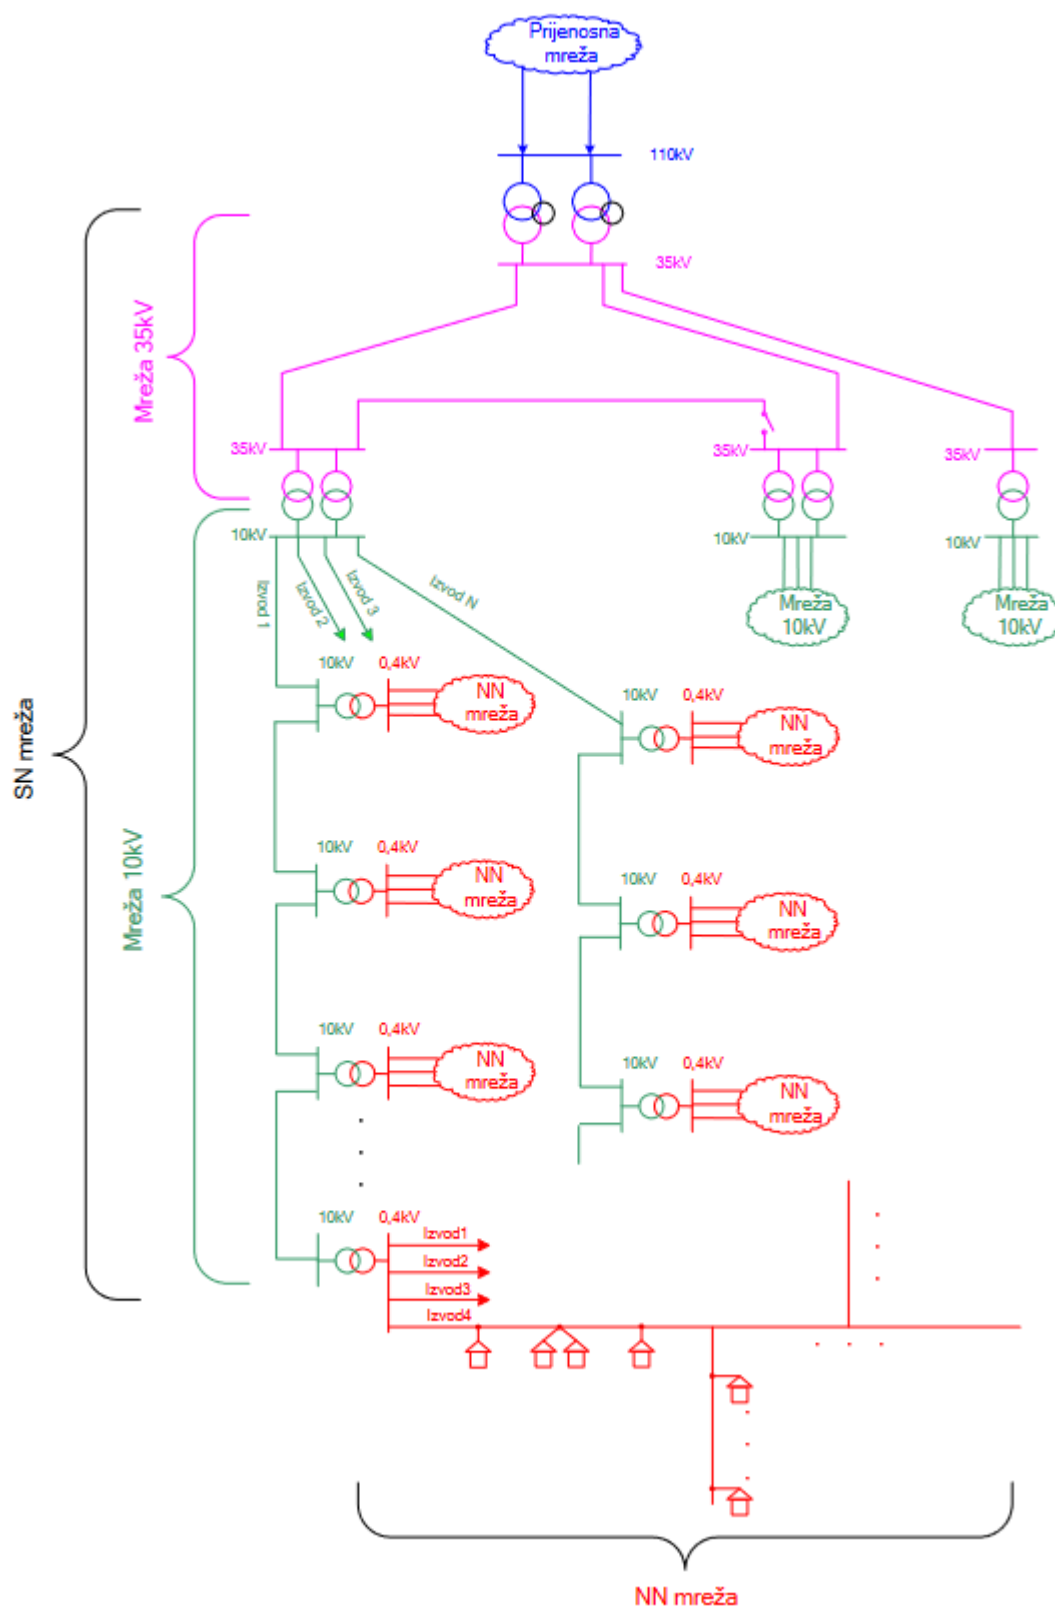 Prijenosna
mreža
110kV
35kV
Mreža 35kV
35kV
35kV
35kV
10kV
10kV
10kV
Izvod 1
Izvod 2
Izvod 3
Izvod N
Mreža
10kV
Mreža
10kV
SN mreža
Mreža 10kV
10kV
0,4kV
NN
mreža
10kV
0,4kV
NN
mreža
10kV
0,4kV
NN
mreža
10kV
0,4kV
NN
mreža
10kV
0,4kV
NN
mreža
10kV
0,4kV
NN
mreža
10kV
0,4kV
Izvod1
Izvod2
Izvod3
Izvod4
NN mreža